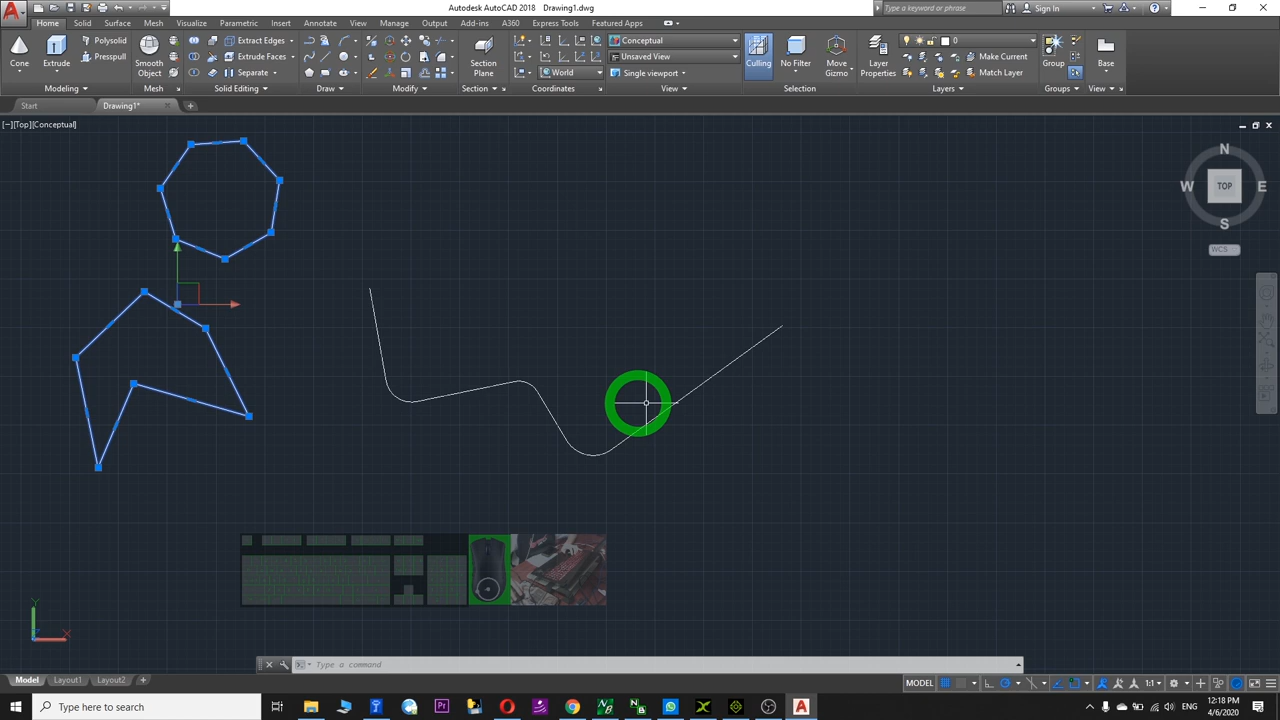 Autodesk AutoCAD 2018 Drawing1.dwg
Type a keyword or phrase
Sign In
Home Solid Surface Mesh Visualize Parametric Insert Annotate View Manage Output Add-ins A360 Express Tools Featured Apps
Cone
Extrude
Polysolid
Presspull
Smooth Object
Extract Edges
Extrude Faces
Separate
Section Plane
World
Conceptual
Unsaved View
Single viewport
Culling
No Filter
Move Gizmo
Layer Properties
0
Make Current
Match Layer
Group
Base
Modeling Mesh Solid Editing Draw Modify Section Coordinates View Selection Layers Groups View
Start Drawing1*
[−][Top][Conceptual]
N
W TOP E
S
WCS
Y
Z X
Type a command
Model Layout1 Layout2
MODEL 1:1
Type here to search
Pr
12:18 PM
4/6/2020